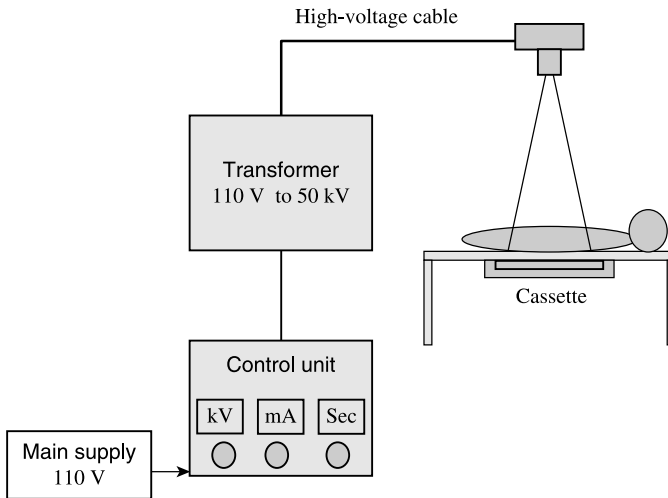 High-voltage cable
Transformer
110 V to 50 kV
Cassette
Control unit
kV mA Sec
Main supply
110 V